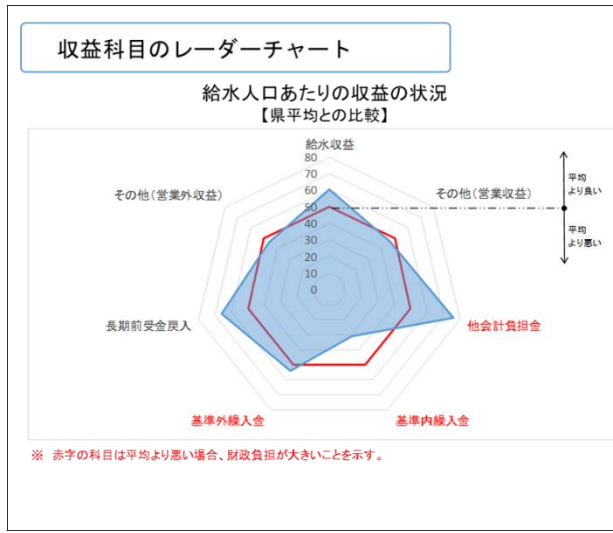 収益科目のレーダーチャート
給水人口あたりの収益の状況
【県平均との比較】
給水収益
80
70
60
50
40
30
20
10
0
その他(営業外収益)
その他(営業収益)
平均
より良い
平均
より悪い
長期前受金戻入
他会計負担金
基準外繰入金
基準内繰入金
※ 赤字の科目は平均より悪い場合、財政負担が大きいことを示す。